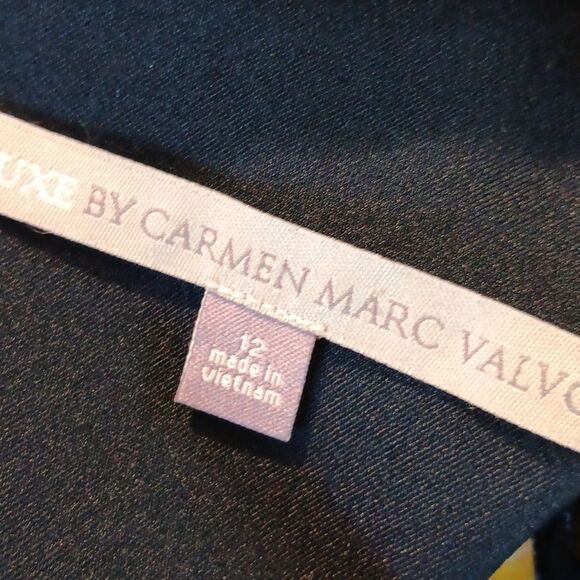 UXE BY CARMEN MARC VALVO
12
made in
Vietnam